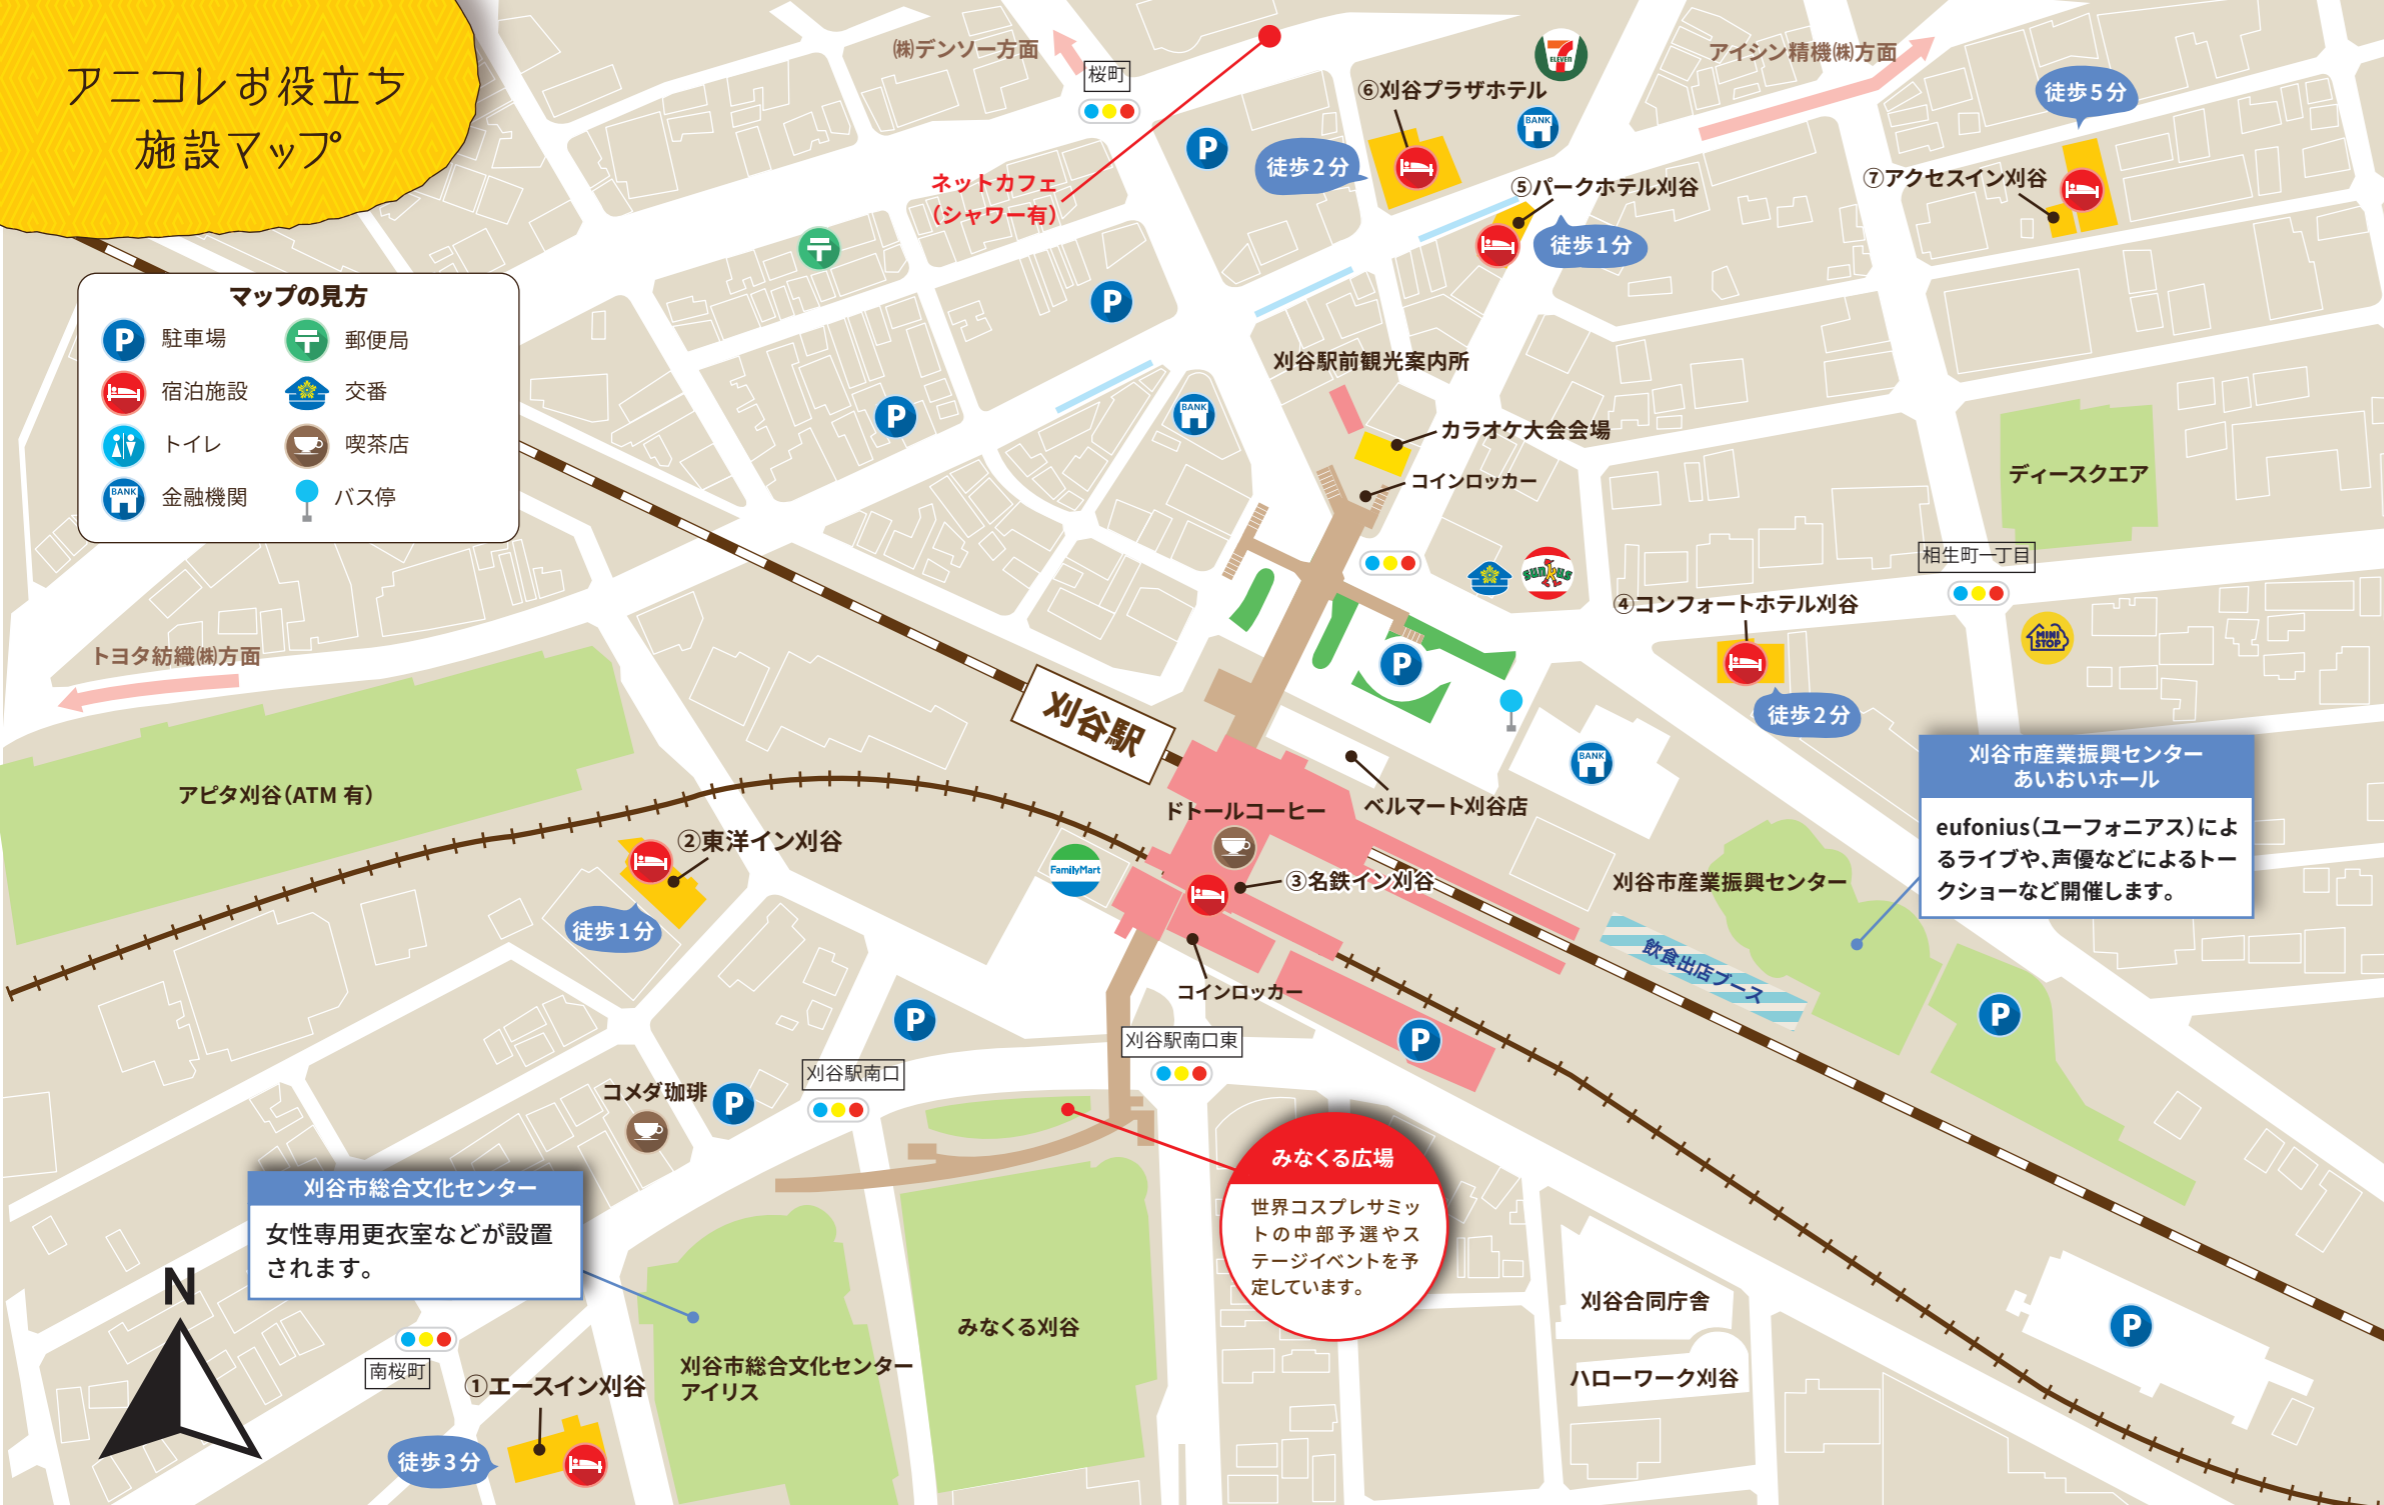 アニコレお役立ち
施設マップ
マップの見方
P 駐車場
郵便局
宿泊施設
交番
トイレ
喫茶店
BANK 金融機関
バス停
㈱デンソー方面
桜町
ネットカフェ
（シャワー有）
P
⑥刈谷プラザホテル
7 ELEVEN
BANK
徒歩2分
⑤パークホテル刈谷
徒歩1分
アイシン精機㈱方面
徒歩5分
⑦アクセスイン刈谷
P
P
BANK
刈谷駅前観光案内所
カラオケ大会会場
コインロッカー
ディースクエア
相生町一丁目
sunkus
④コンフォートホテル刈谷
MINI
STOP
徒歩2分
P
トヨタ紡織㈱方面
刈谷駅
アピタ刈谷（ATM 有）
②東洋イン刈谷
徒歩1分
ドトールコーヒー
ベルマート刈谷店
BANK
FamilyMart
③名鉄イン刈谷
コインロッカー
刈谷市産業振興センター
飲食出店ブース
刈谷市産業振興センター
あいおいホール
eufonius（ユーフォニアス）によ
るライブや、声優などによるトー
クショーなど開催します。
P
P
P
刈谷駅南口東
刈谷駅南口
コメダ珈琲
P
みなくる広場
世界コスプレサミッ
トの中部予選やス
テージイベントを予
定しています。
刈谷市総合文化センター
女性専用更衣室などが設置
されます。
N
南桜町
①エースイン刈谷
徒歩3分
刈谷市総合文化センター
アイリス
みなくる刈谷
刈谷合同庁舎
ハローワーク刈谷
P